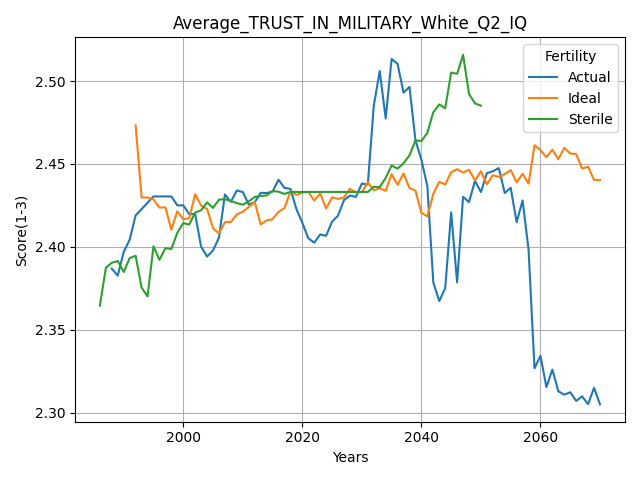 Average_TRUST_IN_MILITARY_White_Q2_IQ
Fertility
Actual
Ideal
Sterile
Score(1-3)
2.50
2.45
2.40
2.35
2.30
2000 2020 2040 2060
Years